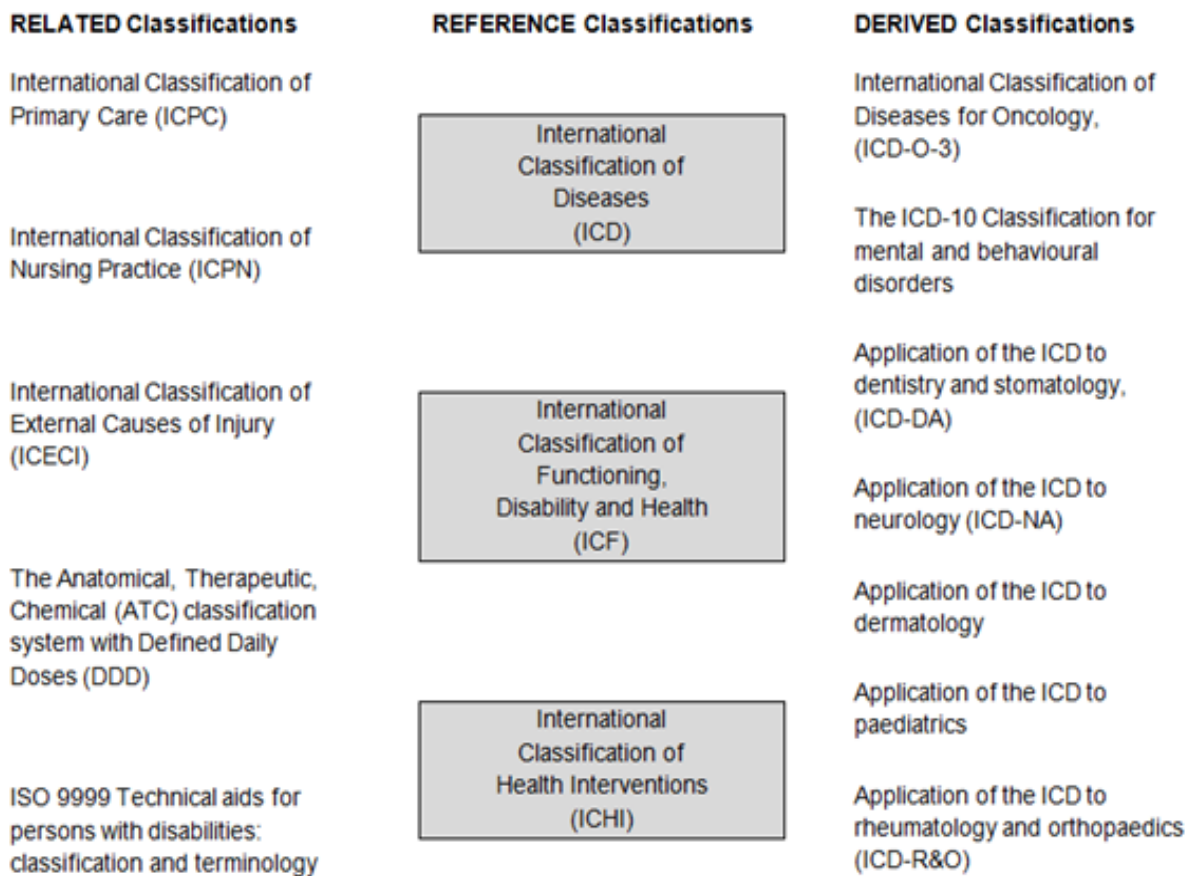 RELATED Classifications
International Classification of
Primary Care (ICPC)
International Classification of
Nursing Practice (ICPN)
International Classification of
External Causes of Injury
(ICECI)
The Anatomical, Therapeutic,
Chemical (ATC) classification
system with Defined Daily
Doses (DDD)
ISO 9999 Technical aids for
persons with disabilities:
classification and terminology
REFERENCE Classifications
International
Classification of
Diseases
(ICD)
International
Classification of
Functioning,
Disability and Health
(ICF)
International
Classification of
Health Interventions
(ICHI)
DERIVED Classifications
International Classification of
Diseases for Oncology,
(ICD-O-3)
The ICD-10 Classification for
mental and behavioural
disorders
Application of the ICD to
dentistry and stomatology,
(ICD-DA)
Application of the ICD to
neurology (ICD-NA)
Application of the ICD to
dermatology
Application of the ICD to
paediatrics
Application of the ICD to
rheumatology and orthopaedics
(ICD-R&O)